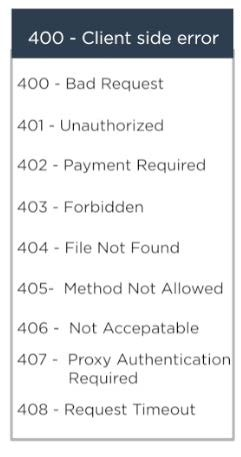 400 - Client side error
400 - Bad Request
401 - Unauthorized
402 - Payment Required
403 - Forbidden
404 - File Not Found
405-  Method Not Allowed
406 -  Not Accepatable
407 -  Proxy Authentication
Required
408 - Request Timeout